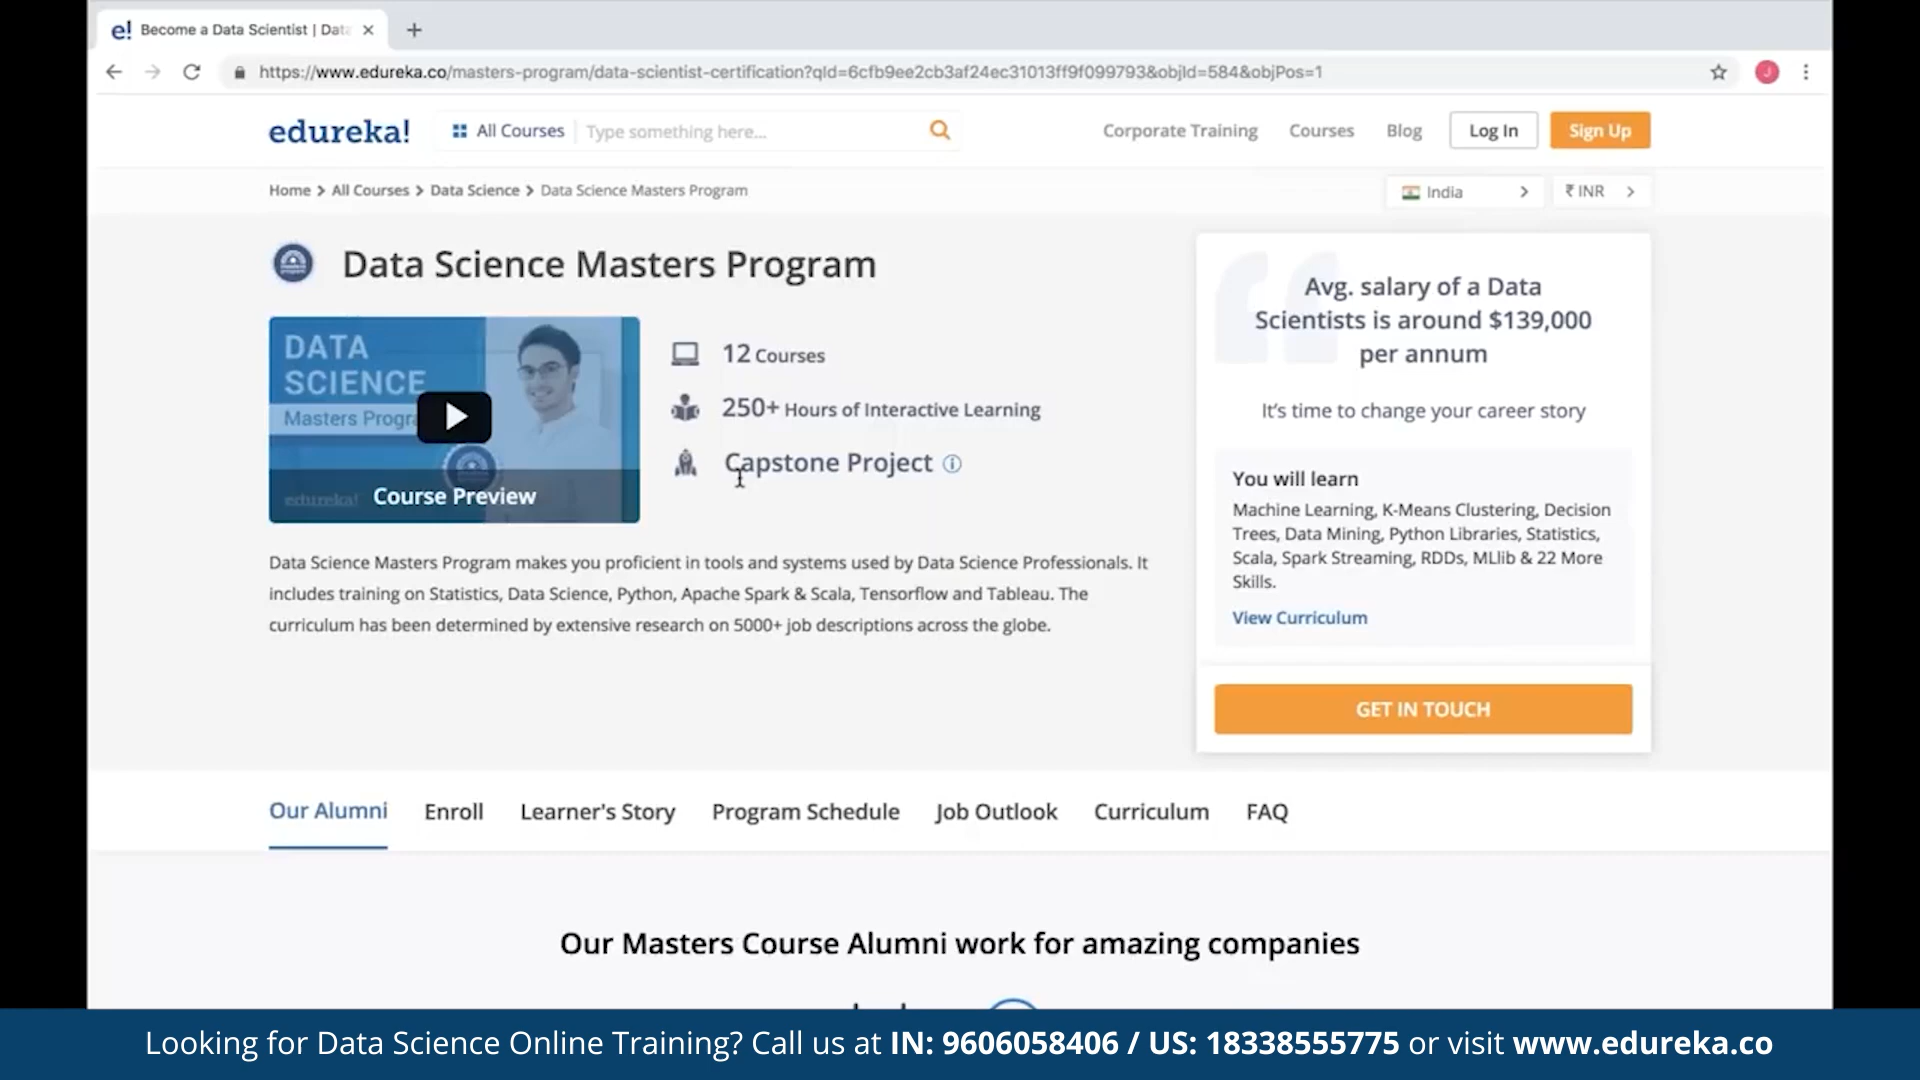 e! Become a Data Scientist | Data
https://www.edureka.co/masters-program/data-scientist-certification?qId=6cfb9ee2cb3af24ec31013ff9f099793&objId=584&objPos=1
J
edureka!
All Courses
Type something here...
Corporate Training
Courses
Blog
Log In
Sign Up
Home > All Courses > Data Science > Data Science Masters Program
India
₹ INR
Data Science Masters Program
DATA
SCIENCE
Masters Progra
edureka!
Course Preview
12 Courses
250+ Hours of Interactive Learning
Capstone Project
Data Science Masters Program makes you proficient in tools and systems used by Data Science Professionals. It
includes training on Statistics, Data Science, Python, Apache Spark & Scala, Tensorflow and Tableau. The
curriculum has been determined by extensive research on 5000+ job descriptions across the globe.
Avg. salary of a Data
Scientists is around $139,000
per annum
It's time to change your career story
You will learn
Machine Learning, K-Means Clustering, Decision
Trees, Data Mining, Python Libraries, Statistics,
Scala, Spark Streaming, RDDs, MLlib & 22 More
Skills.
View Curriculum
GET IN TOUCH
Our Alumni
Enroll
Learner's Story
Program Schedule
Job Outlook
Curriculum
FAQ
Our Masters Course Alumni work for amazing companies
Looking for Data Science Online Training? Call us at IN: 9606058406 / US: 18338555775 or visit www.edureka.co